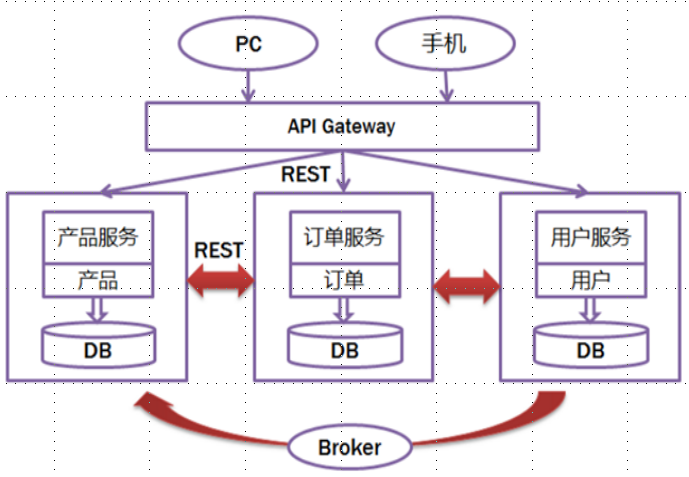 PC
手机
API Gateway
REST
产品服务
产品
DB
REST
订单服务
订单
DB
用户服务
用户
DB
Broker